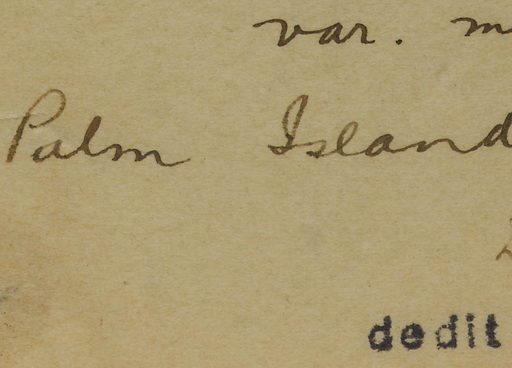 var. m
Palm Island
dedit